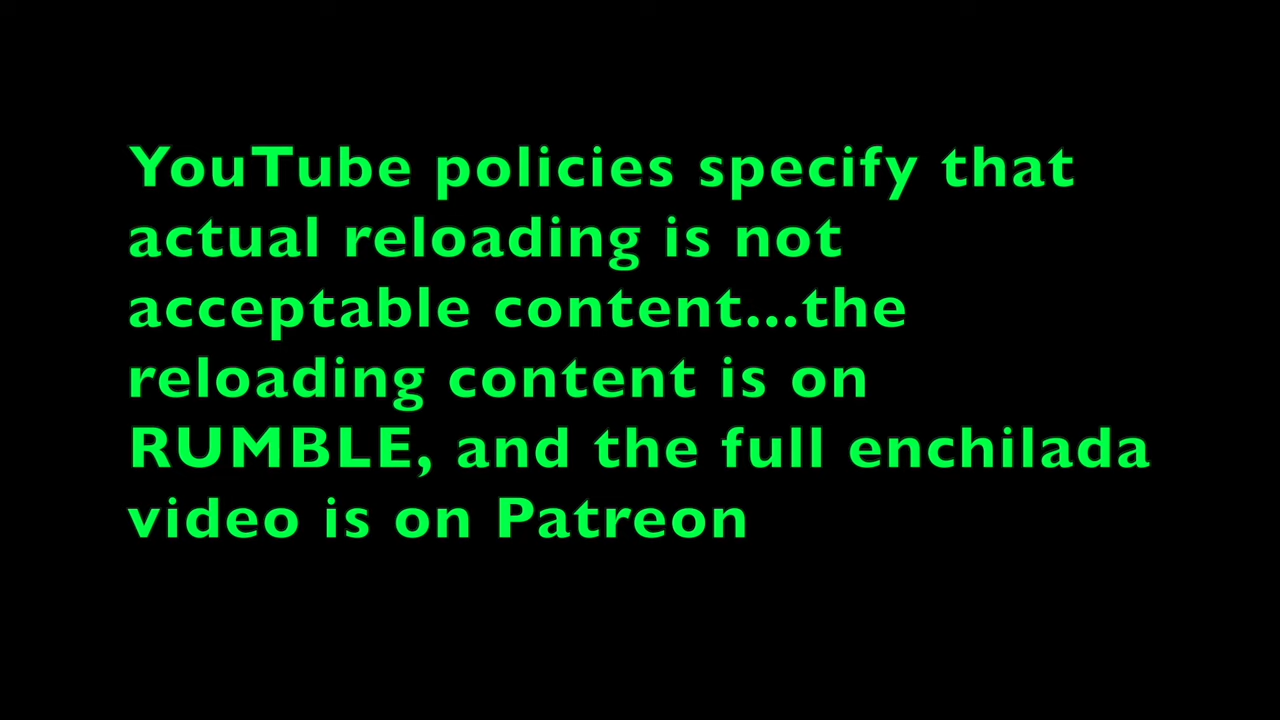 YouTube policies specify that
actual reloading is not
acceptable content...the
reloading content is on
RUMBLE, and the full enchilada
video is on Patreon